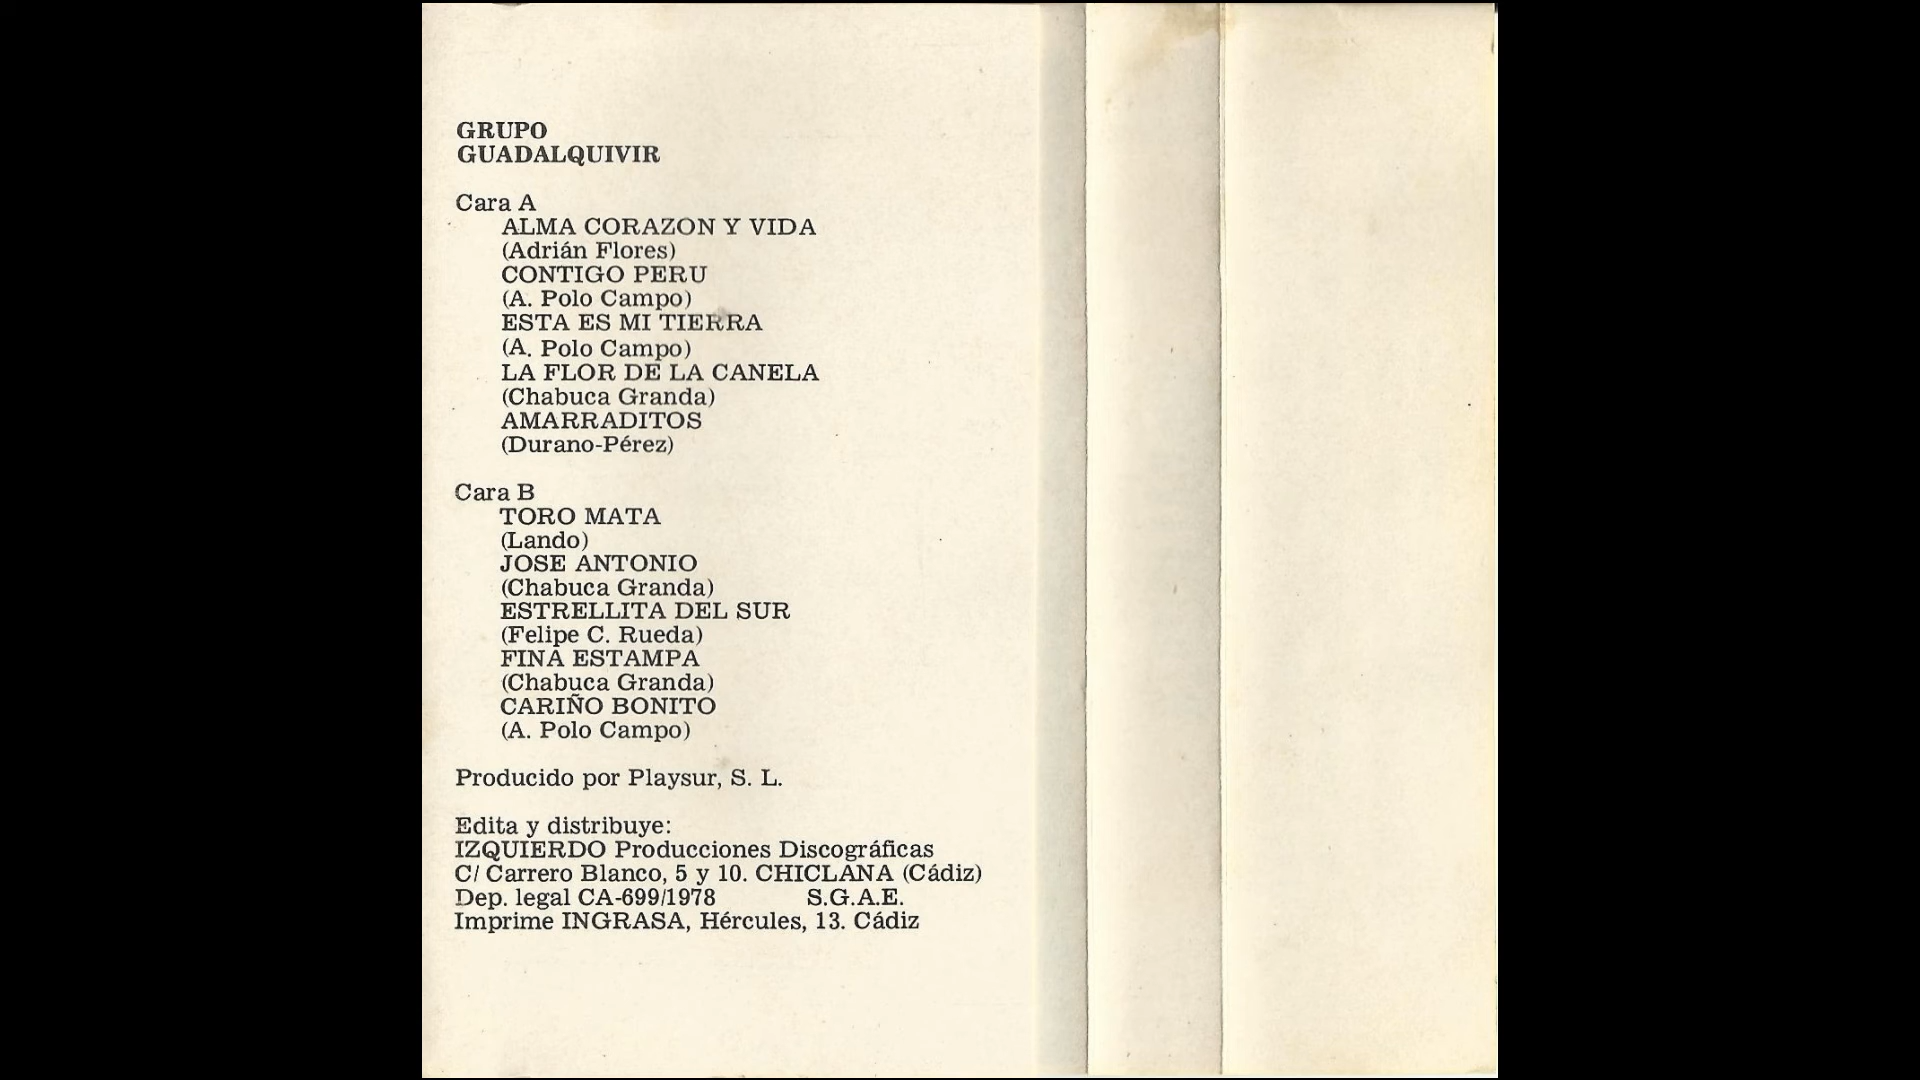 GRUPO
GUADALQUIVIR
Cara A
ALMA CORAZON Y VIDA
(Adrián Flores)
CONTIGO PERU
(A. Polo Campo)
ESTA ES MI TIERRA
(A. Polo Campo)
LA FLOR DE LA CANELA
(Chabuca Granda)
AMARRADITOS
(Durano-Pérez)
Cara B
TORO MATA
(Lando)
JOSE ANTONIO
(Chabuca Granda)
ESTRELLITA DEL SUR
(Felipe C. Rueda)
FINA ESTAMPA
(Chabuca Granda)
CARIÑO BONITO
(A. Polo Campo)
Producido por Playsur, S. L.
Edita y distribuye:
IZQUIERDO Producciones Discográficas
C/ Carrero Blanco, 5 y 10. CHICLANA (Cádiz)
Dep. legal CA-699/1978 S.G.A.E.
Imprime INGRASA, Hércules, 13. Cádiz